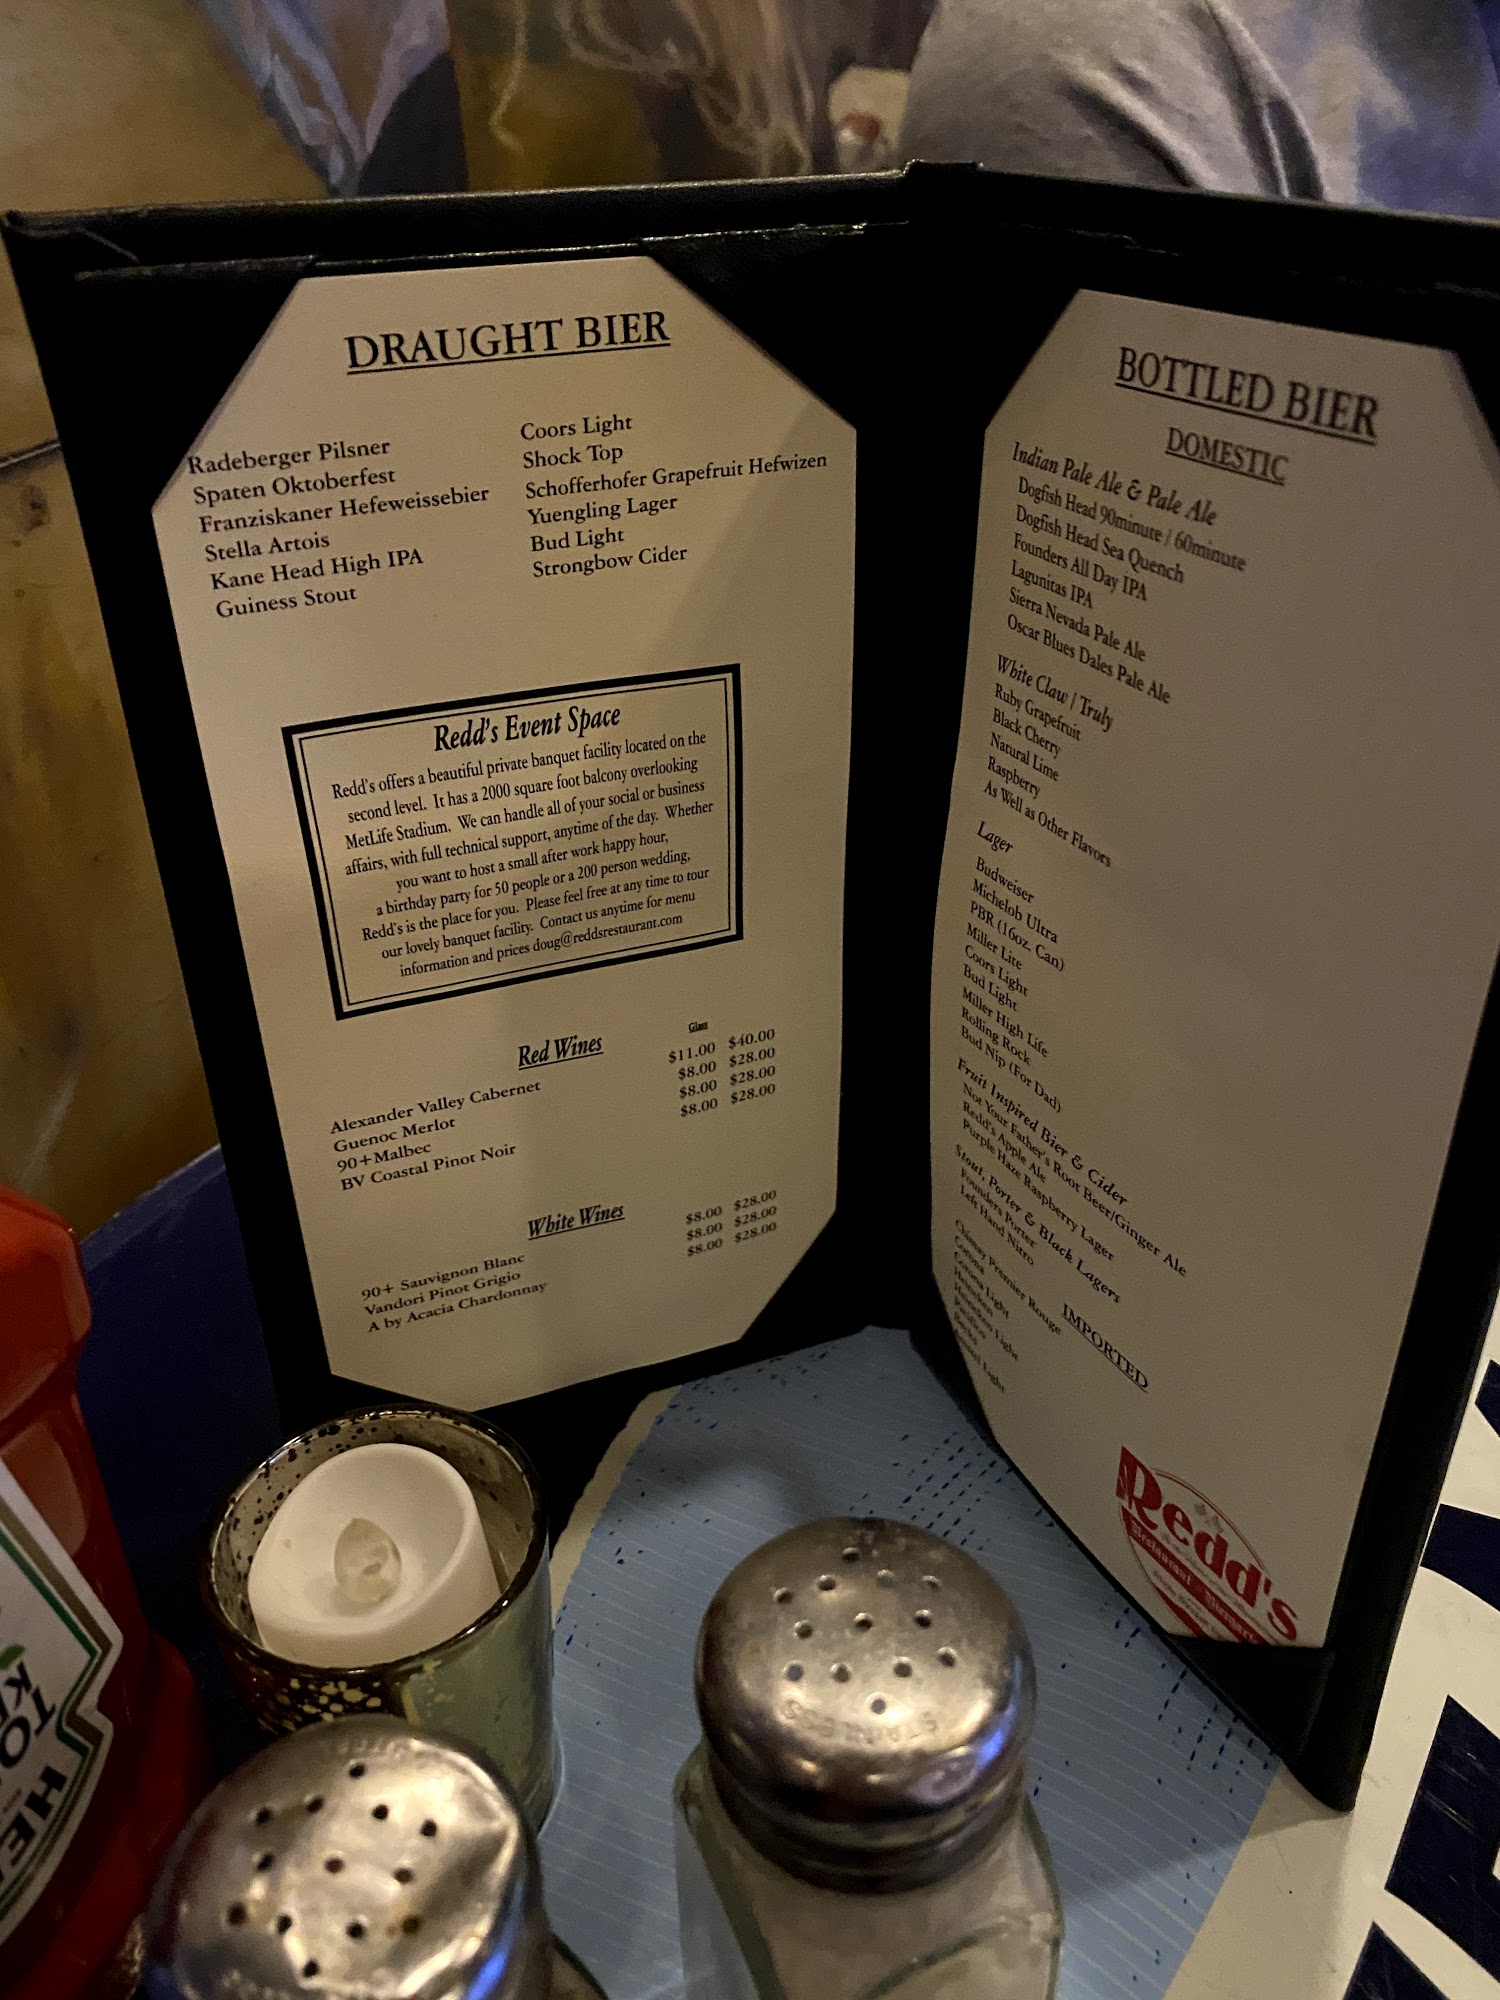 DRAUGHT BIER
Radeberger Pilsner
Spaten Oktoberfest
Franziskaner Hefeweissebier
Stella Artois
Kane Head High IPA
Guiness Stout
Coors Light
Shock Top
Schofferhofer Grapefruit Hefwizen
Yuengling Lager
Bud Light
Strongbow Cider
Redd's Event Space
Redd's offers a beautiful private banquet facility located on the
second level. It has a 2000 square foot balcony overlooking
MetLife Stadium. We can handle all of your social or business
affairs, with full technical support, anytime of the day. Whether
you want to host a small after work happy hour,
a birthday party for 50 people or a 200 person wedding,
Redd's is the place for you. Please feel free at any time to tour
our lovely banquet facility. Contact us anytime for menu
information and prices doug@reddsrestaurant.com
Red Wines
Glass
Alexander Valley Cabernet $11.00 $40.00
Guenoc Merlot $8.00 $28.00
90+Malbec $8.00 $28.00
BV Coastal Pinot Noir $8.00 $28.00
White Wines
90+ Sauvignon Blanc $8.00 $28.00
Vandori Pinot Grigio $8.00 $28.00
A by Acacia Chardonnay $8.00 $28.00
BOTTLED BIER
DOMESTIC
Indian Pale Ale & Pale Ale
Dogfish Head 90minute / 60minute
Dogfish Head Sea Quench
Founders All Day IPA
Lagunitas IPA
Sierra Nevada Pale Ale
Oscar Blues Dales Pale Ale
White Claw / Truly
Ruby Grapefruit
Black Cherry
Natural Lime
Raspberry
As Well as Other Flavors
Lager
Budweiser
Michelob Ultra
PBR (16oz. Can)
Miller Lite
Coors Light
Bud Light
Miller High Life
Rolling Rock
Bud Nip (For Dad)
Fruit Inspired Bier & Cider
Not Your Father's Root Beer/Ginger Ale
Redd's Apple Ale
Purple Haze Raspberry Lager
Stout, Porter & Black Lagers
Founders Porter
Left Hand Nitro
IMPORTED
Chimay Premier Rouge
Corona
Corona Light
Heineken
Heineken Light
Pacifico
Becks
Light
Redd's
Restaurant
STAINLESS